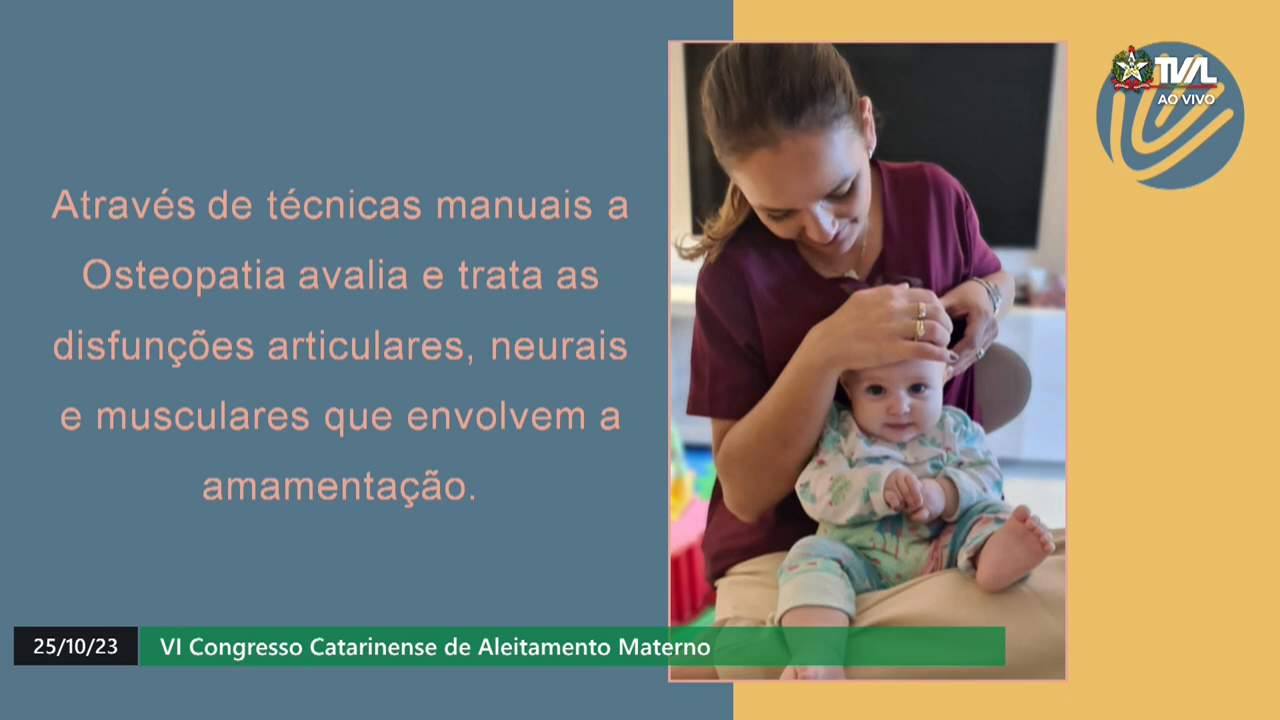 TVAL
AO VIVO
Através de técnicas manuais a
Osteopatia avalia e trata as
disfunções articulares, neurais
e musculares que envolvem a
amamentação.
25/10/23
VI Congresso Catarinense de Aleitamento Materno